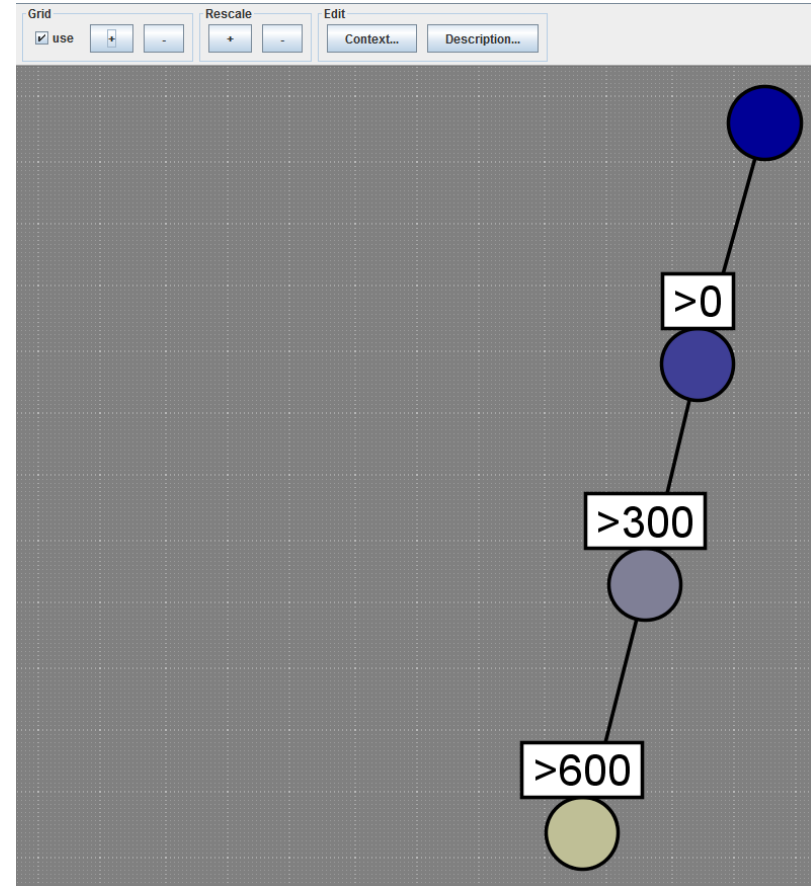 Grid
Rescale
Edit
use
+
-
+
-
Context...
Description...
>0
>300
>600